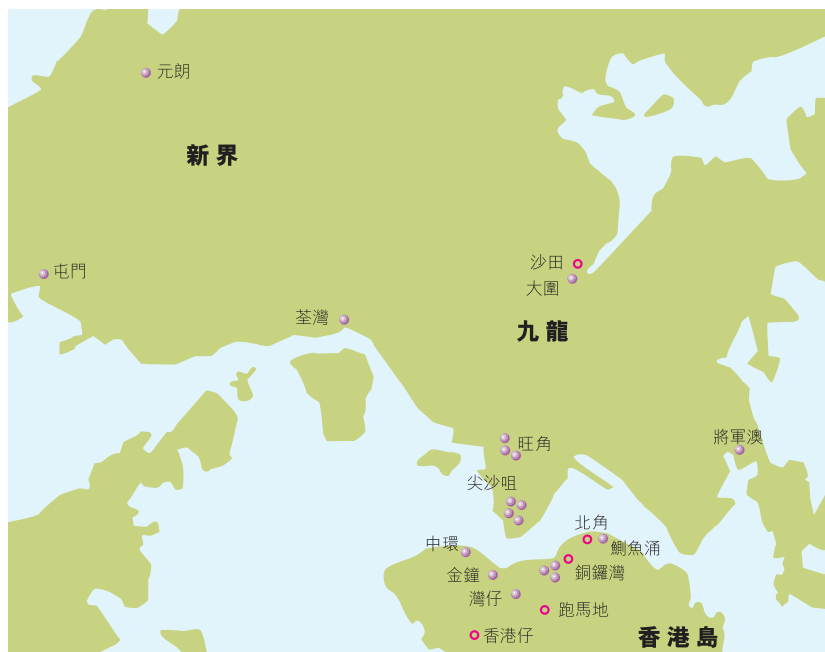 元朗
新界
沙田
屯門
大圍
荃灣
九龍
將軍澳
旺角
尖沙咀
北角
中環
鰂魚涌
金鐘
銅鑼灣
灣仔
跑馬地
香港仔
香港島